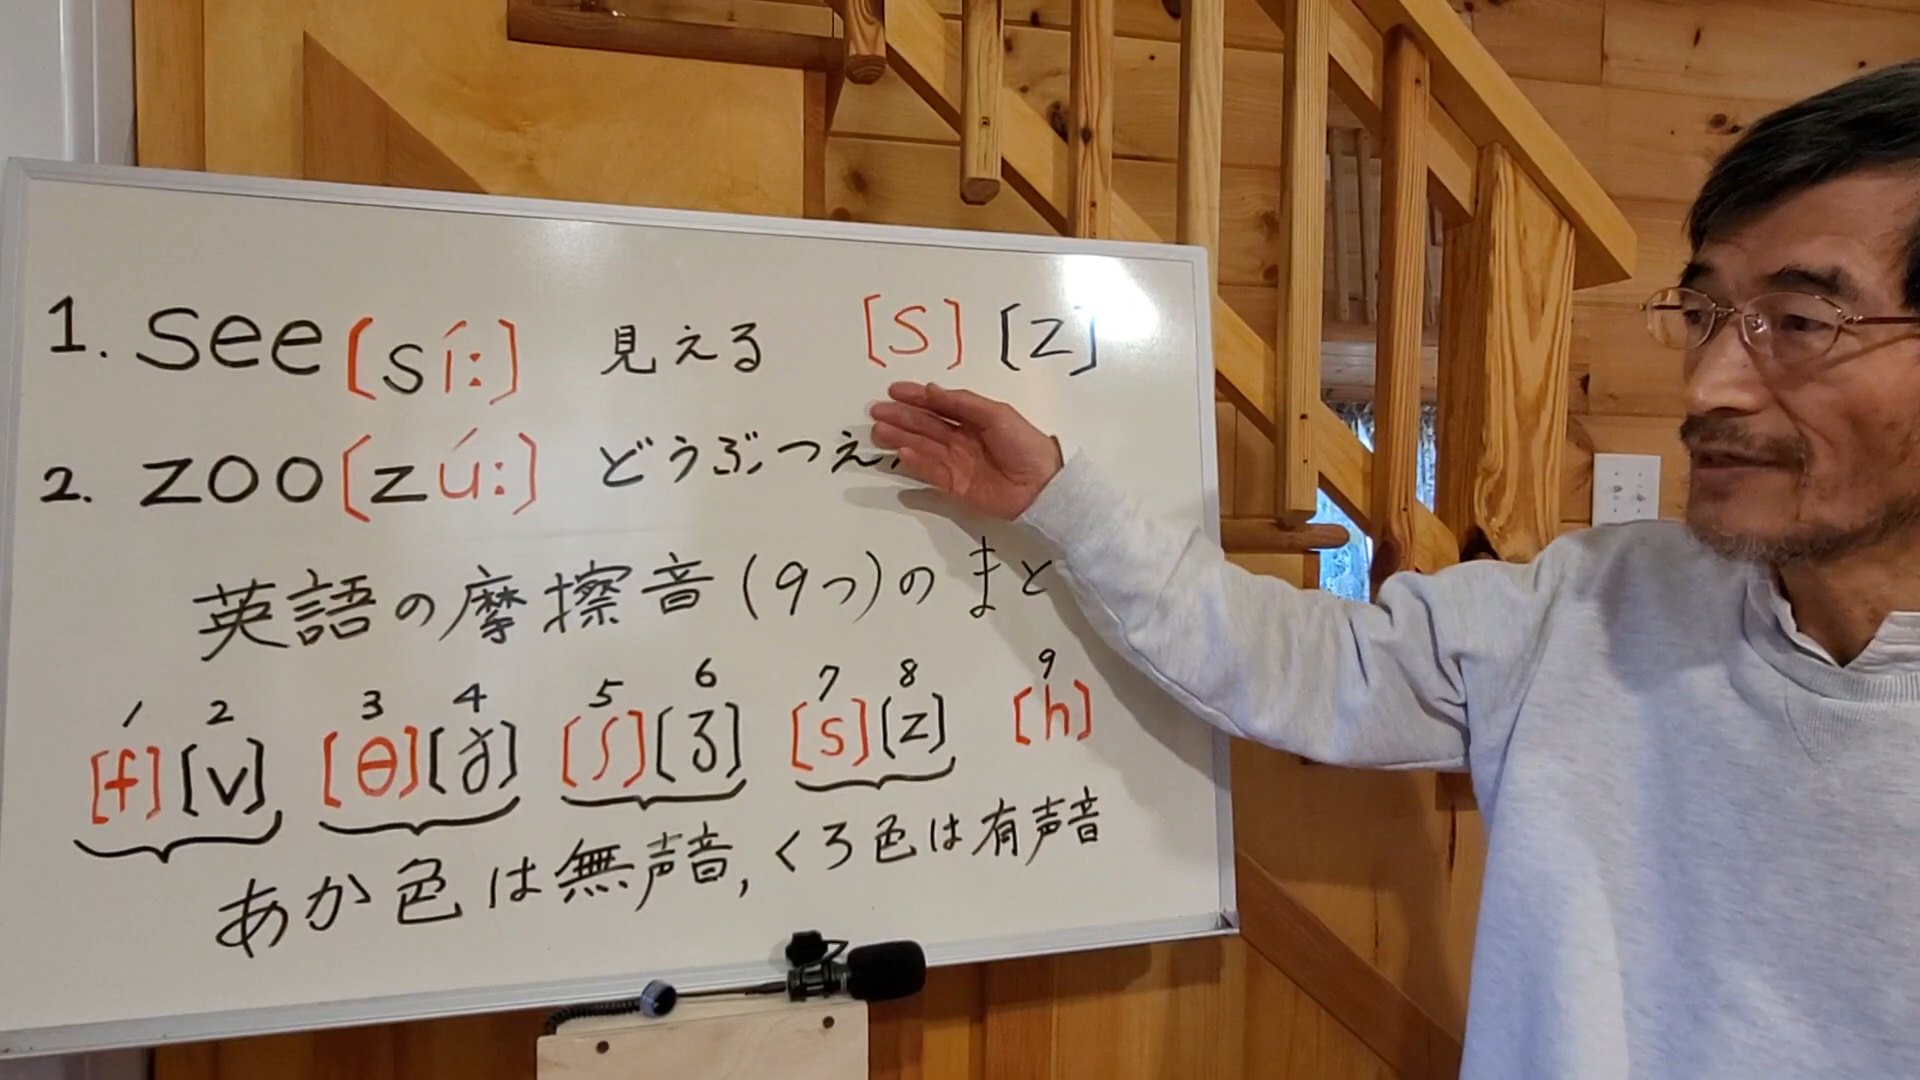 1. see [sí:] 見える [s] [z]
2. zoo [zú:] どうぶつえ
英語の摩擦音(9つ)のまと
1 2 3 4 5 6 7 8 9
[f] [v] [θ] [ð] [ʃ] [ʒ] [s] [z] [h]
あか色は無声音,くろ色は有声音